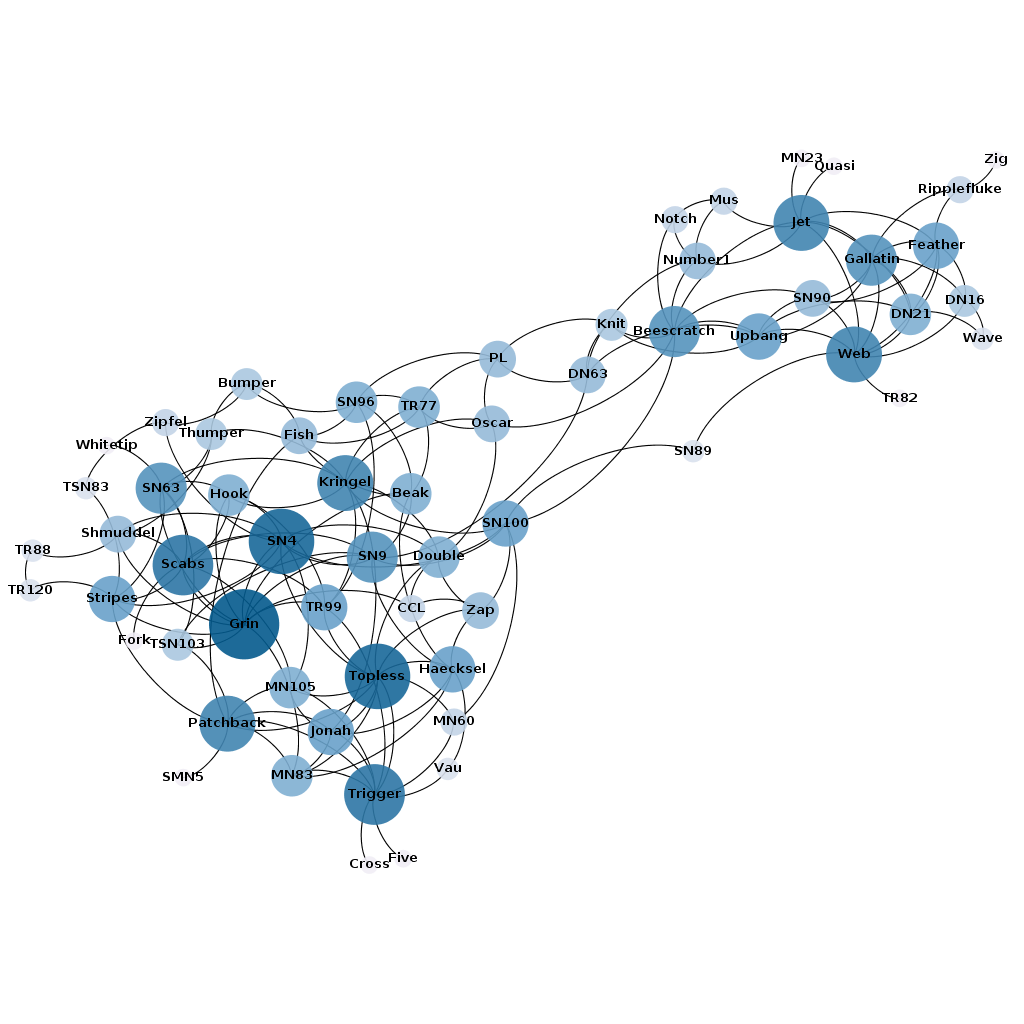 MN23
Zig
Quasi
Ripplefluke
Mus
Notch
Jet
Feather
Gallatin
Number1
SN90
DN16
DN21
Knit
Beescratch
Upbang
Wave
Web
PL
DN63
Bumper
TR82
SN96
TR77
Zipfel
Thumper
Fish
Oscar
Whitetip
SN89
TSN83
SN63
Kringel
Hook
Beak
SN100
Shmuddel
SN4
TR88
SN9
Double
Scabs
TR120
Stripes
TR99
CCL
Zap
Grin
Fork
TSN103
Haecksel
Topless
MN105
Patchback
MN60
Jonah
Vau
SMN5
MN83
Trigger
Five
Cross